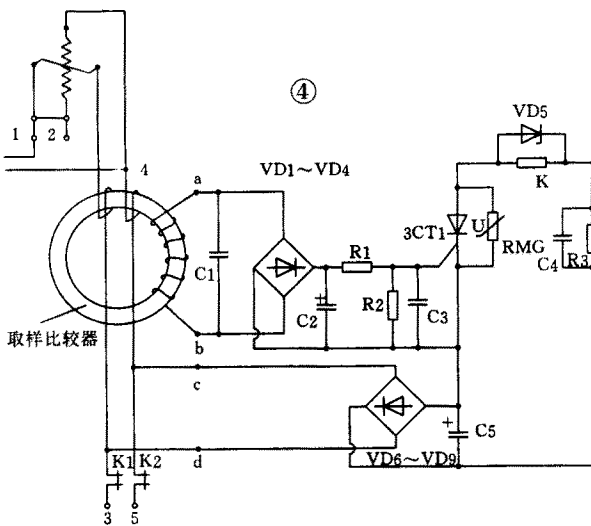 ④
1 2
4
a
VD1～VD4
VD5
K
3CT1
U
RMG
C4
R3
C1
R1
C2
R2
C3
b
取样比较器
c
C5
d
K1 K2
VD6～VD9
3 5